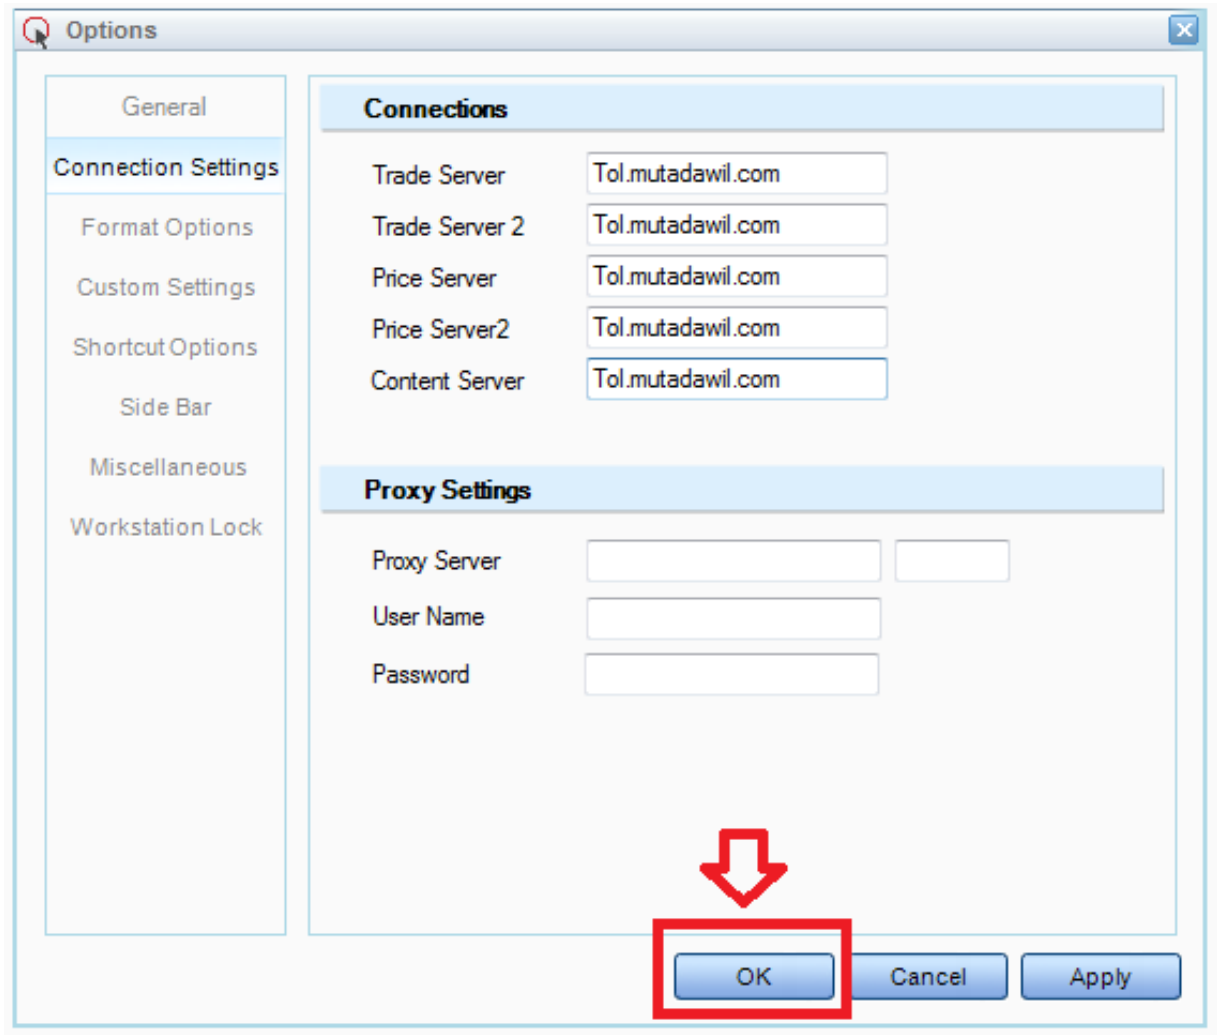 Options
General
Connection Settings
Format Options
Custom Settings
Shortcut Options
Side Bar
Miscellaneous
Workstation Lock
Connections
Trade Server Tol.mutadawil.com
Trade Server 2 Tol.mutadawil.com
Price Server Tol.mutadawil.com
Price Server2 Tol.mutadawil.com
Content Server Tol.mutadawil.com
Proxy Settings
Proxy Server
User Name
Password
OK Cancel Apply